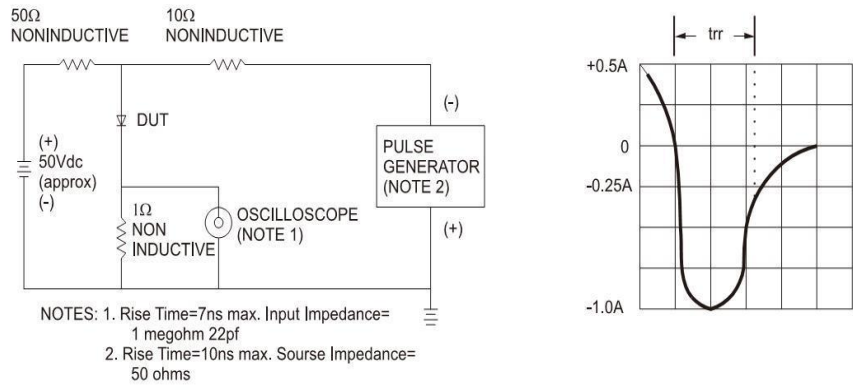 50Ω
NONINDUCTIVE
10Ω
NONINDUCTIVE
DUT
(+)
50Vdc
(approx)
(-)
1Ω
NON
INDUCTIVE
OSCILLOSCOPE
(NOTE 1)
(-)
PULSE
GENERATOR
(NOTE 2)
(+)
NOTES: 1. Rise Time=7ns max. Input Impedance=
1 megohm 22pf
2. Rise Time=10ns max. Sourse Impedance=
50 ohms
trr
+0.5A
0
-0.25A
-1.0A